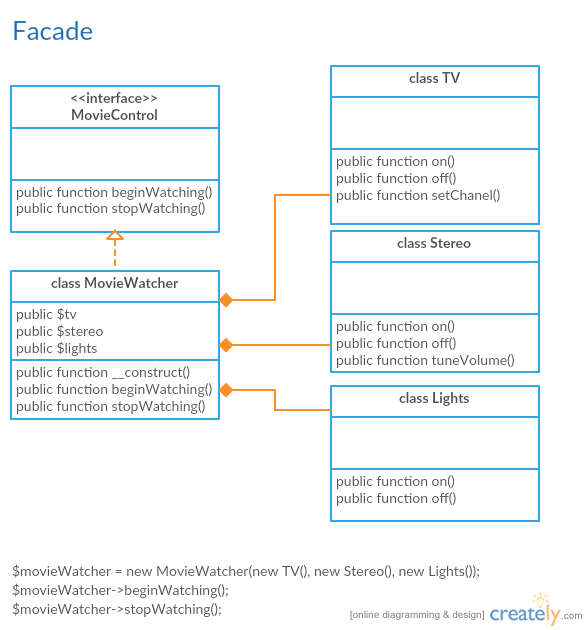 Facade
<<interface>>
MovieControl
public function beginWatching()
public function stopWatching()
class MovieWatcher
public $tv
public $stereo
public $lights
public function __construct()
public function beginWatching()
public function stopWatching()
class TV
public function on()
public function off()
public function setChanel()
class Stereo
public function on()
public function off()
public function tuneVolume()
class Lights
public function on()
public function off()
$movieWatcher = new MovieWatcher(new TV(), new Stereo(), new Lights());
$movieWatcher->beginWatching();
$movieWatcher->stopWatching();
[online diagramming & design] creately.com